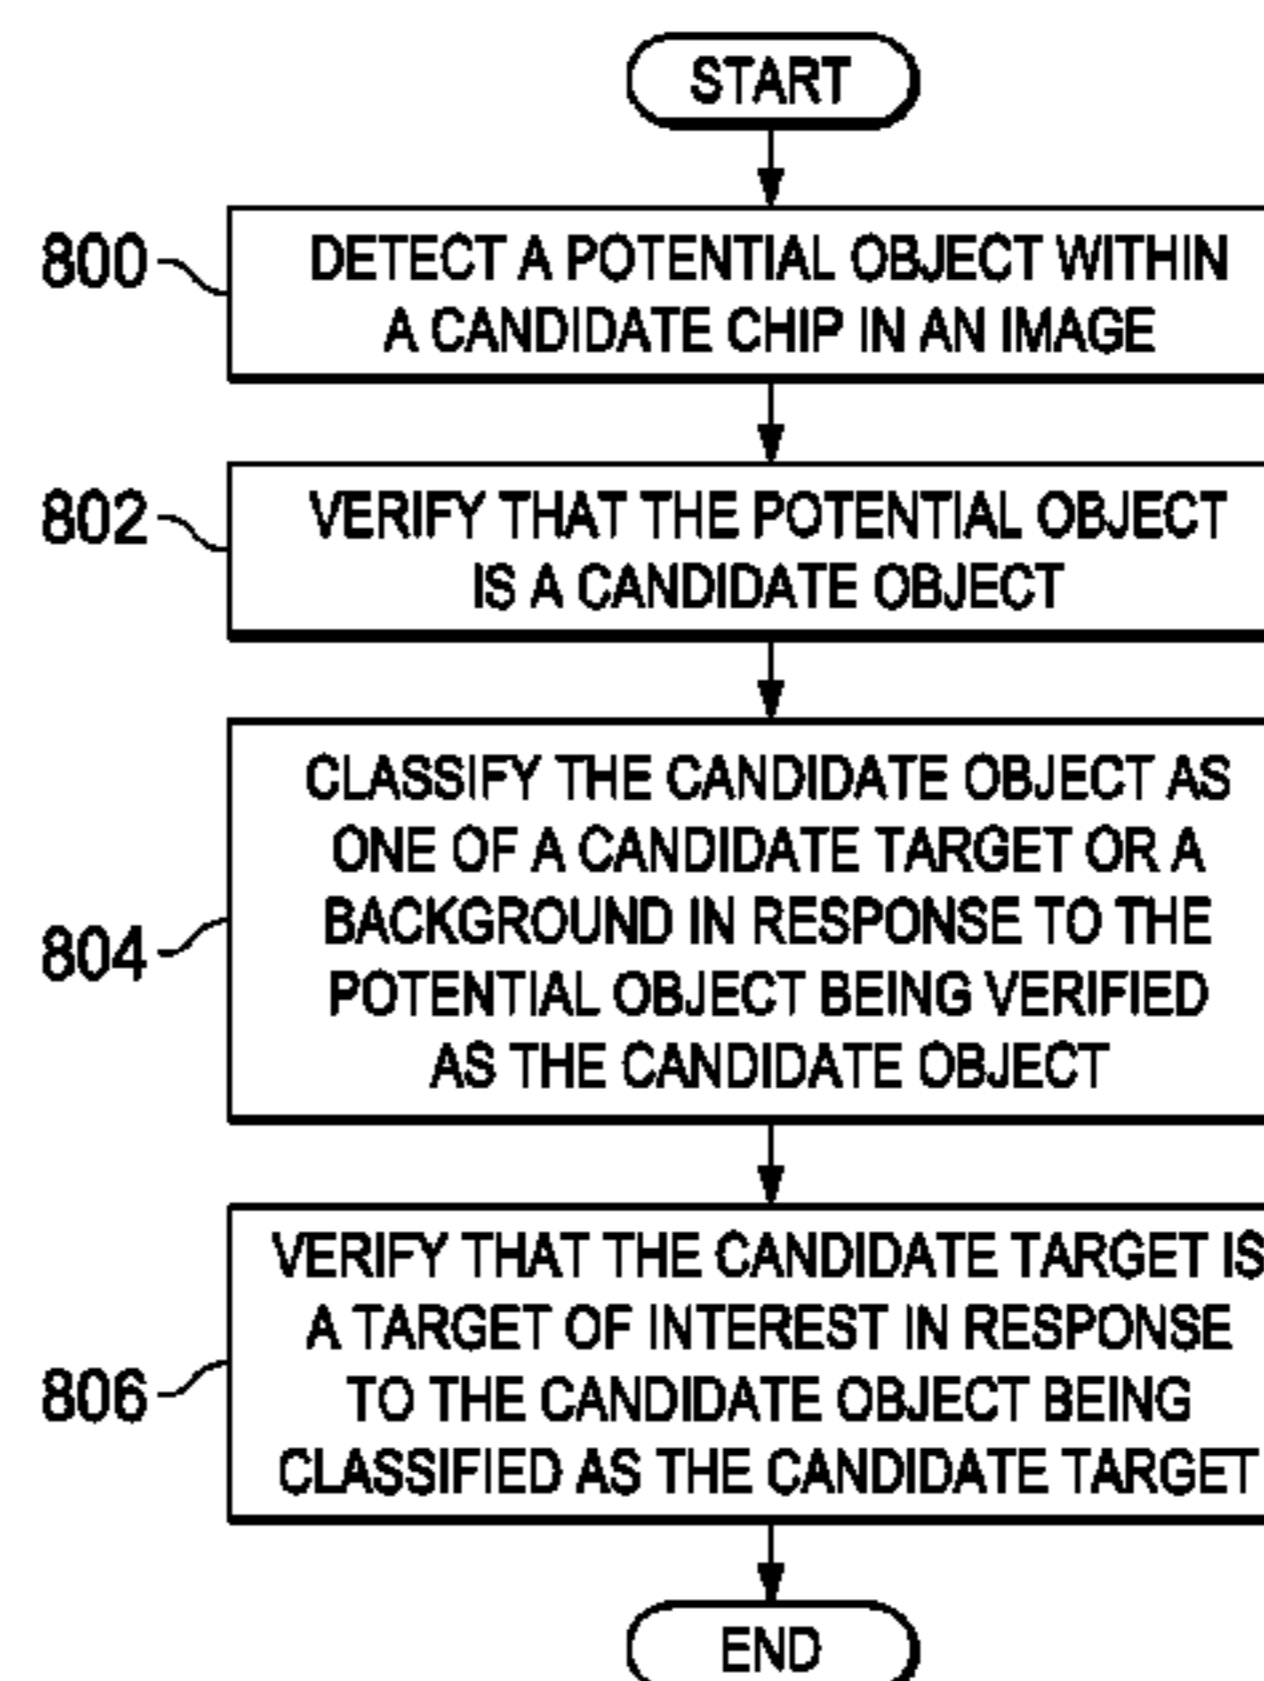 START
800
DETECT A POTENTIAL OBJECT WITHIN
A CANDIDATE CHIP IN AN IMAGE
802
VERIFY THAT THE POTENTIAL OBJECT
IS A CANDIDATE OBJECT
804
CLASSIFY THE CANDIDATE OBJECT AS
ONE OF A CANDIDATE TARGET OR A
BACKGROUND IN RESPONSE TO THE
POTENTIAL OBJECT BEING VERIFIED
AS THE CANDIDATE OBJECT
806
VERIFY THAT THE CANDIDATE TARGET IS
A TARGET OF INTEREST IN RESPONSE
TO THE CANDIDATE OBJECT BEING
CLASSIFIED AS THE CANDIDATE TARGET
END